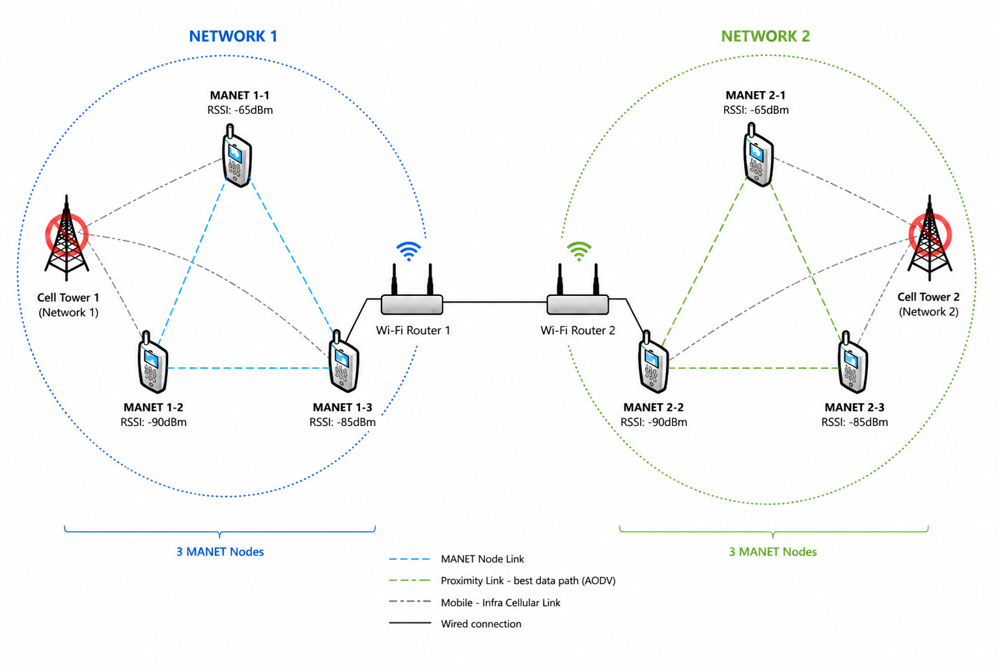 NETWORK 1
NETWORK 2
MANET 1-1
RSSI: -65dBm
MANET 2-1
RSSI: -65dBm
Cell Tower 1
(Network 1)
Wi-Fi Router 1
Wi-Fi Router 2
Cell Tower 2
(Network 2)
MANET 1-2
RSSI: -90dBm
MANET 1-3
RSSI: -85dBm
MANET 2-2
RSSI: -90dBm
MANET 2-3
RSSI: -85dBm
3 MANET Nodes
3 MANET Nodes
MANET Node Link
Proximity Link - best data path (AODV)
Mobile - Infra Cellular Link
Wired connection